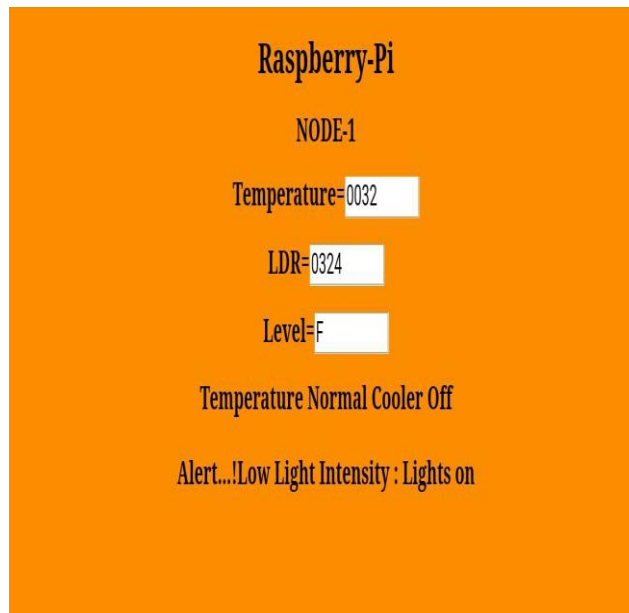 Raspberry-Pi
NODE-1
Temperature=0032
LDR=0324
Level=F
Temperature Normal Cooler Off
Alert...!Low Light Intensity : Lights on